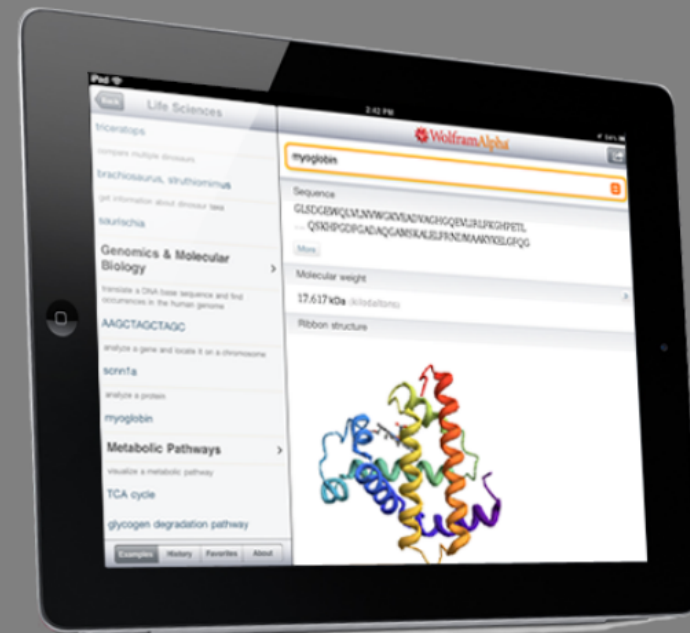 iPad
2:42 PM
Back
Life Sciences
triceratops
compare multiple dinosaurs
brachiosaurus, struthiomimus
get information about dinosaur taxa
saurischia
Genomics & Molecular
Biology
translate a DNA base sequence and find
occurrences in the human genome
AAGCTAGCTAGC
analyze a gene and locate it on a chromosome
scnn1a
analyze a protein
myoglobin
Metabolic Pathways
visualize a metabolic pathway
TCA cycle
glycogen degradation pathway
Examples
History
Favorites
About
WolframAlpha
myoglobin
Sequence
More
Molecular weight
17.617 kDa (kilodaltons)
Ribbon structure